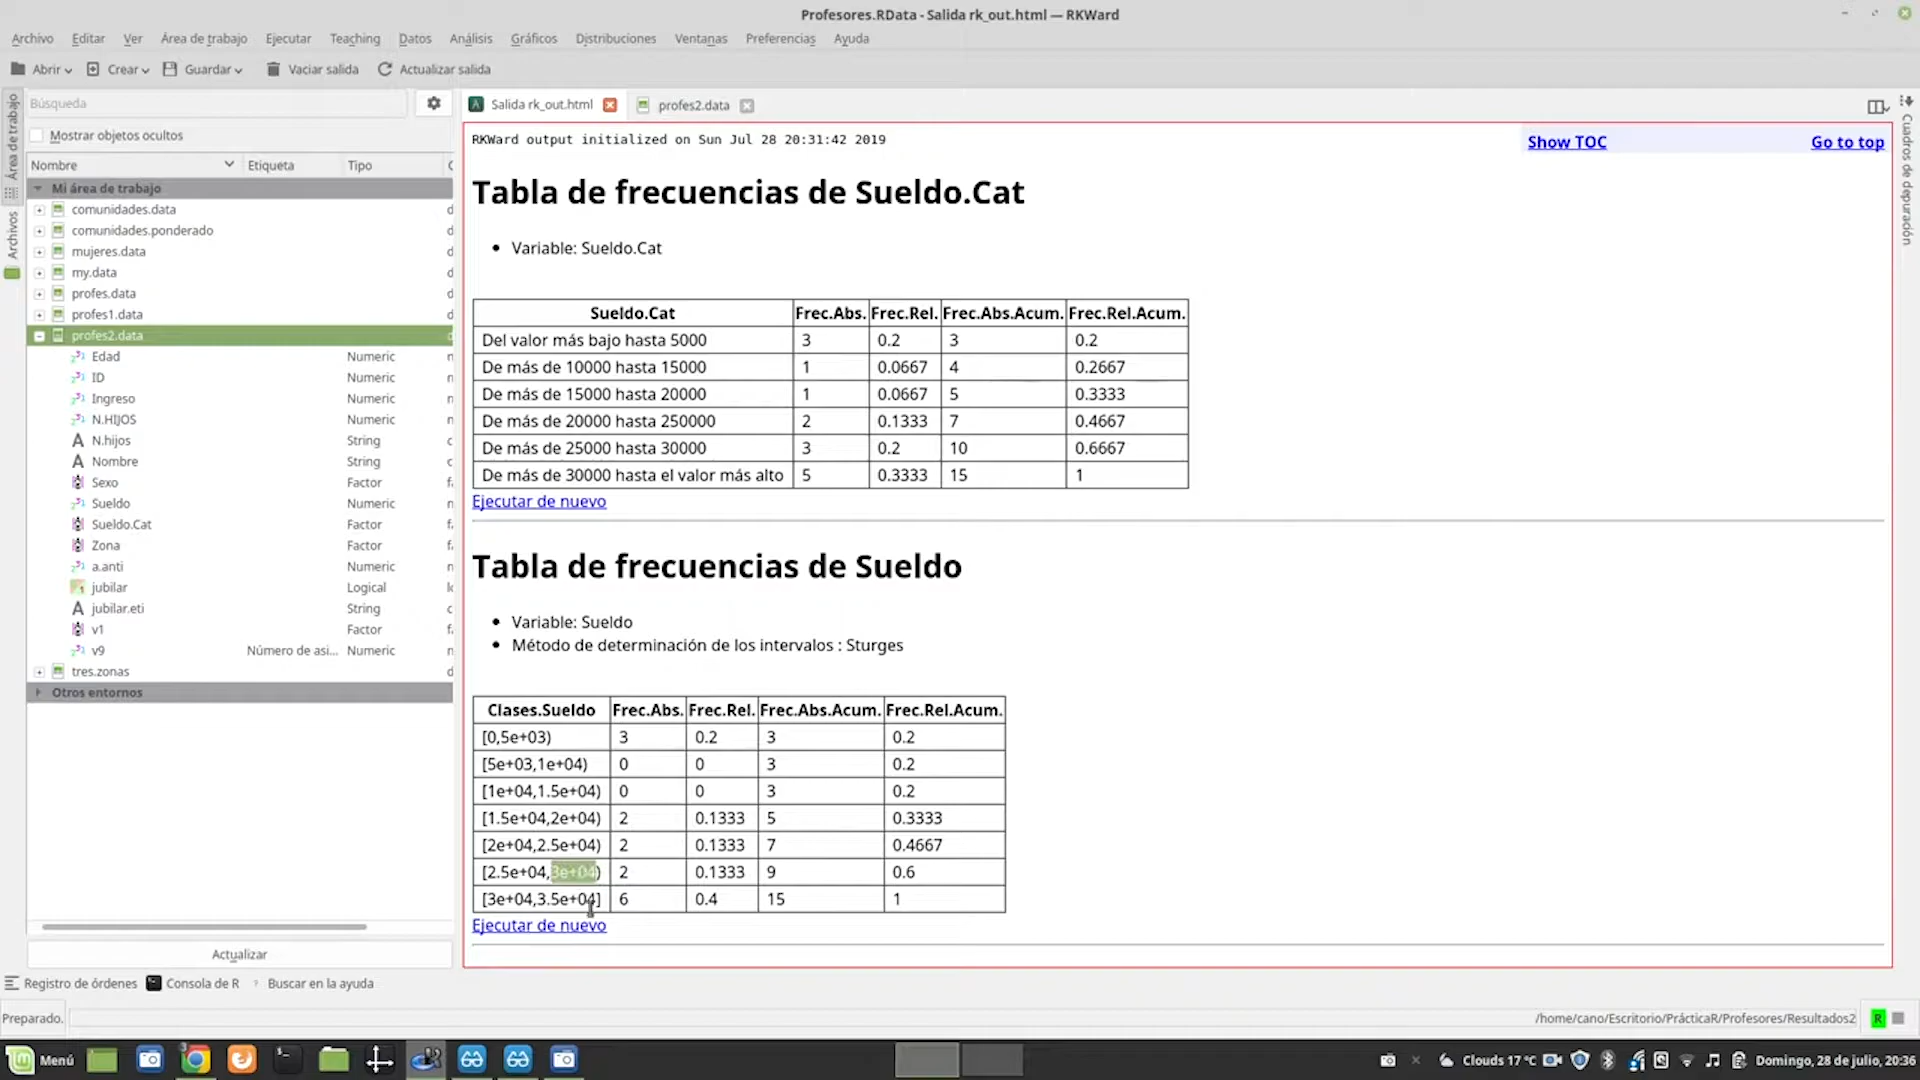 Profesores.RData - Salida rk_out.html — RKWard
Archivo Editar Ver Área de trabajo Ejecutar Teaching Datos Análisis Gráficos Distribuciones Ventanas Preferencias Ayuda
Abrir Crear Guardar Vaciar salida Actualizar salida
Búsqueda
Mostrar objetos ocultos
Nombre Etiqueta Tipo
Mi área de trabajo
comunidades.data
comunidades.ponderado
mujeres.data
my.data
profes.data
profes1.data
profes2.data
Edad Numeric
ID Numeric
Ingreso Numeric
N.HIJOS Numeric
N.hijos String
Nombre String
Sexo Factor
Sueldo Numeric
Sueldo.Cat Factor
Zona Factor
a.anti Numeric
jubilar Logical
jubilar.eti String
v1 Factor
v9 Número de asi... Numeric
tres.zonas
Otros entornos
Actualizar
Área de trabajo
Archivos
Salida rk_out.html profes2.data
RKWard output initialized on Sun Jul 28 20:31:42 2019
Show TOC Go to top
Tabla de frecuencias de Sueldo.Cat
• Variable: Sueldo.Cat
Sueldo.Cat Frec.Abs. Frec.Rel. Frec.Abs.Acum. Frec.Rel.Acum.
Del valor más bajo hasta 5000 3 0.2 3 0.2
De más de 10000 hasta 15000 1 0.0667 4 0.2667
De más de 15000 hasta 20000 1 0.0667 5 0.3333
De más de 20000 hasta 250000 2 0.1333 7 0.4667
De más de 25000 hasta 30000 3 0.2 10 0.6667
De más de 30000 hasta el valor más alto 5 0.3333 15 1
Ejecutar de nuevo
Tabla de frecuencias de Sueldo
• Variable: Sueldo
• Método de determinación de los intervalos : Sturges
Clases.Sueldo Frec.Abs. Frec.Rel. Frec.Abs.Acum. Frec.Rel.Acum.
[0,5e+03) 3 0.2 3 0.2
[5e+03,1e+04) 0 0 3 0.2
[1e+04,1.5e+04) 0 0 3 0.2
[1.5e+04,2e+04) 2 0.1333 5 0.3333
[2e+04,2.5e+04) 2 0.1333 7 0.4667
[2.5e+04,3e+04) 2 0.1333 9 0.6
[3e+04,3.5e+04] 6 0.4 15 1
Ejecutar de nuevo
Cuadros de depuración
Registro de órdenes Consola de R ? Buscar en la ayuda
Preparado. /home/cano/Escritorio/PrácticaR/Profesores/Resultados2 R
Menú Clouds 17 °C Domingo, 28 de julio, 20:36